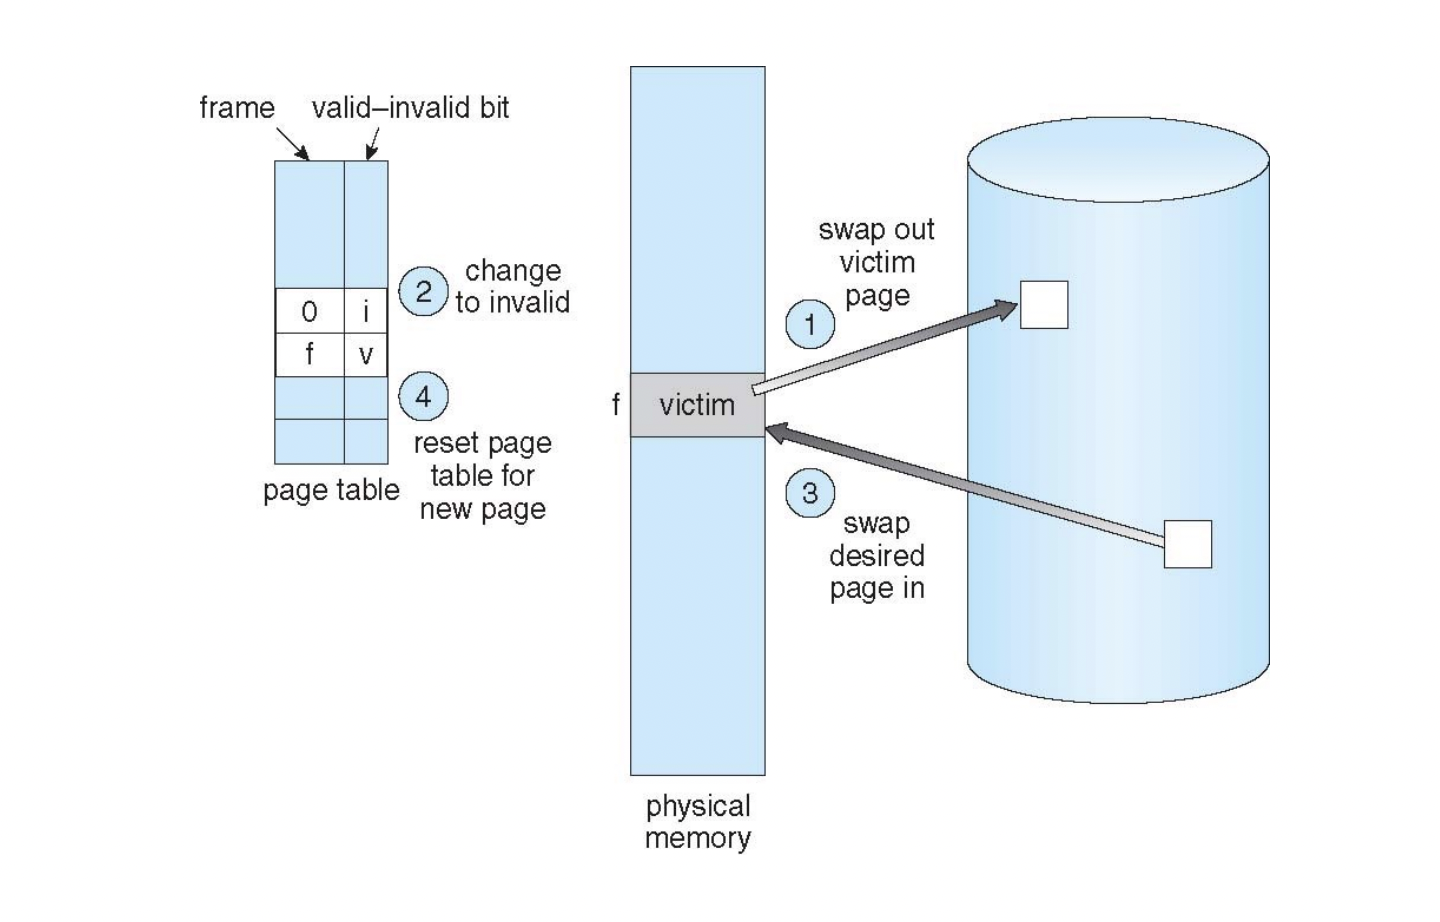 frame
valid–invalid bit
0
i
f
v
2
change
to invalid
4
reset page
table for
new page
page table
f
victim
physical
memory
swap out
victim
page
1
3
swap
desired
page in